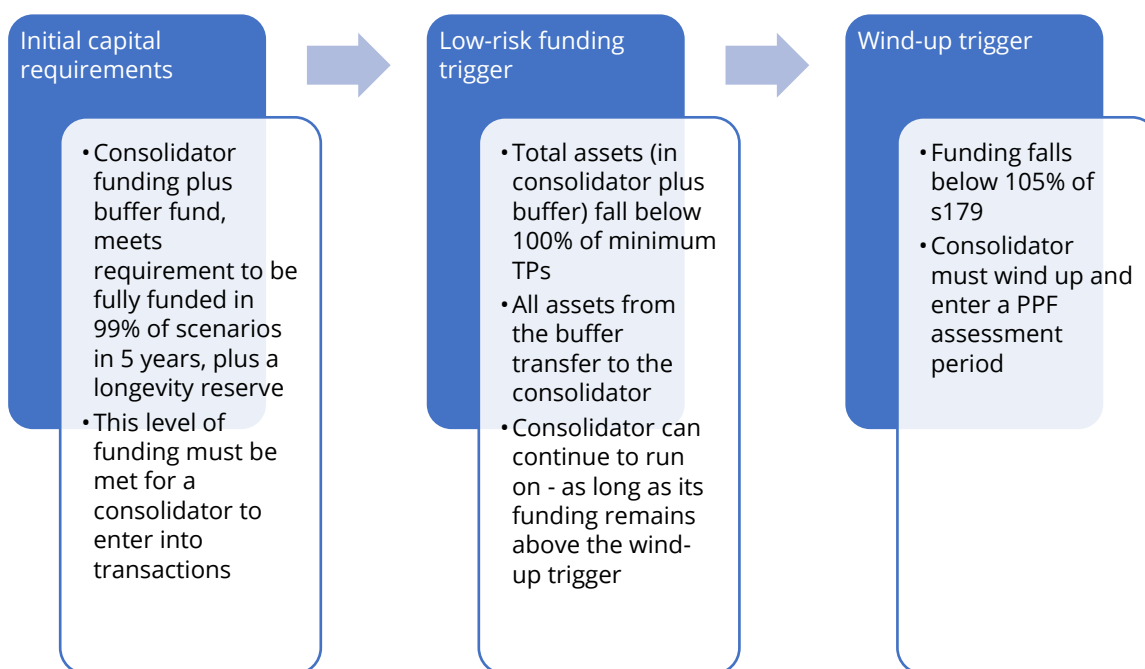 Initial capital
requirements
• Consolidator
funding plus
buffer fund,
meets
requirement to be
fully funded in
99% of scenarios
in 5 years, plus a
longevity reserve
• This level of
funding must be
met for a
consolidator to
enter into
transactions
Low-risk funding
trigger
• Total assets (in
consolidator plus
buffer) fall below
100% of minimum
TPs
• All assets from
the buffer
transfer to the
consolidator
• Consolidator can
continue to run
on - as long as its
funding remains
above the wind-
up trigger
Wind-up trigger
• Funding falls
below 105% of
s179
• Consolidator
must wind up and
enter a PPF
assessment
period